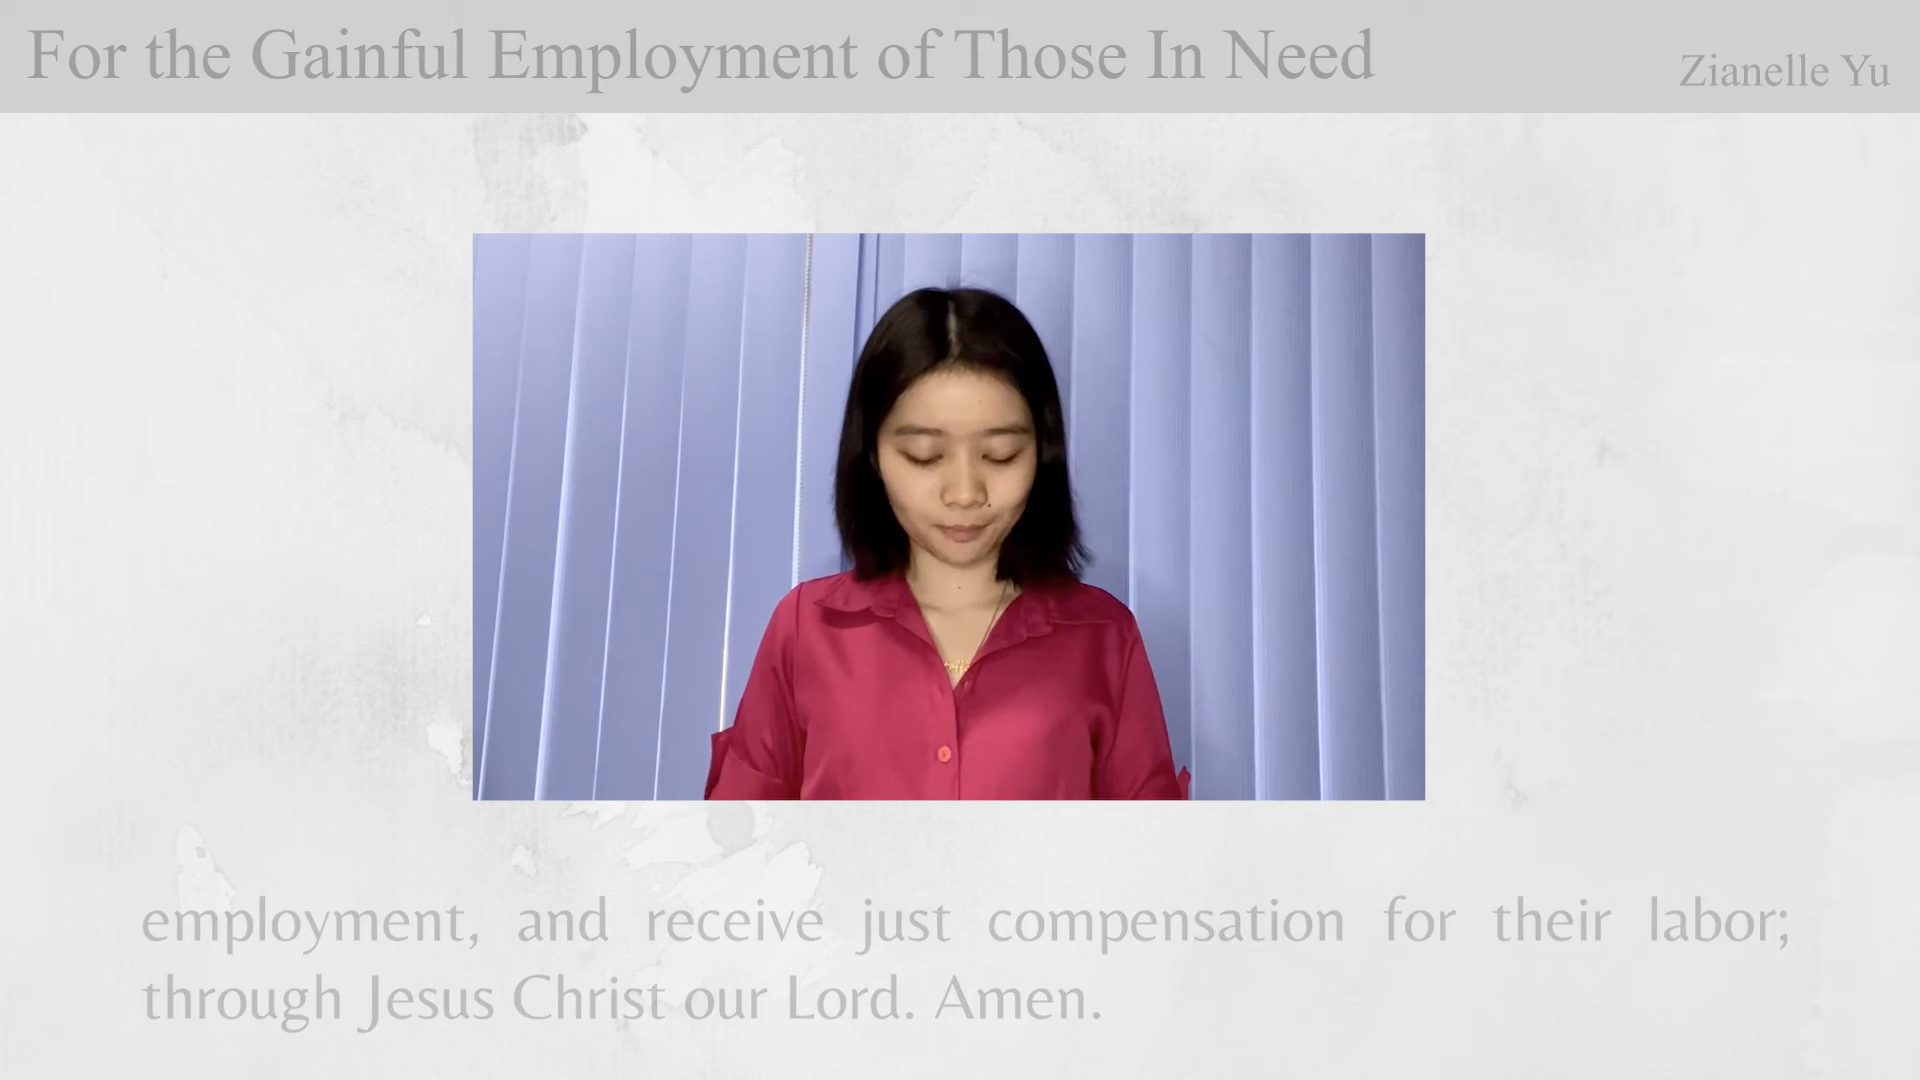 For the Gainful Employment of Those In Need
Zianelle Yu
employment, and receive just compensation for their labor;
through Jesus Christ our Lord. Amen.